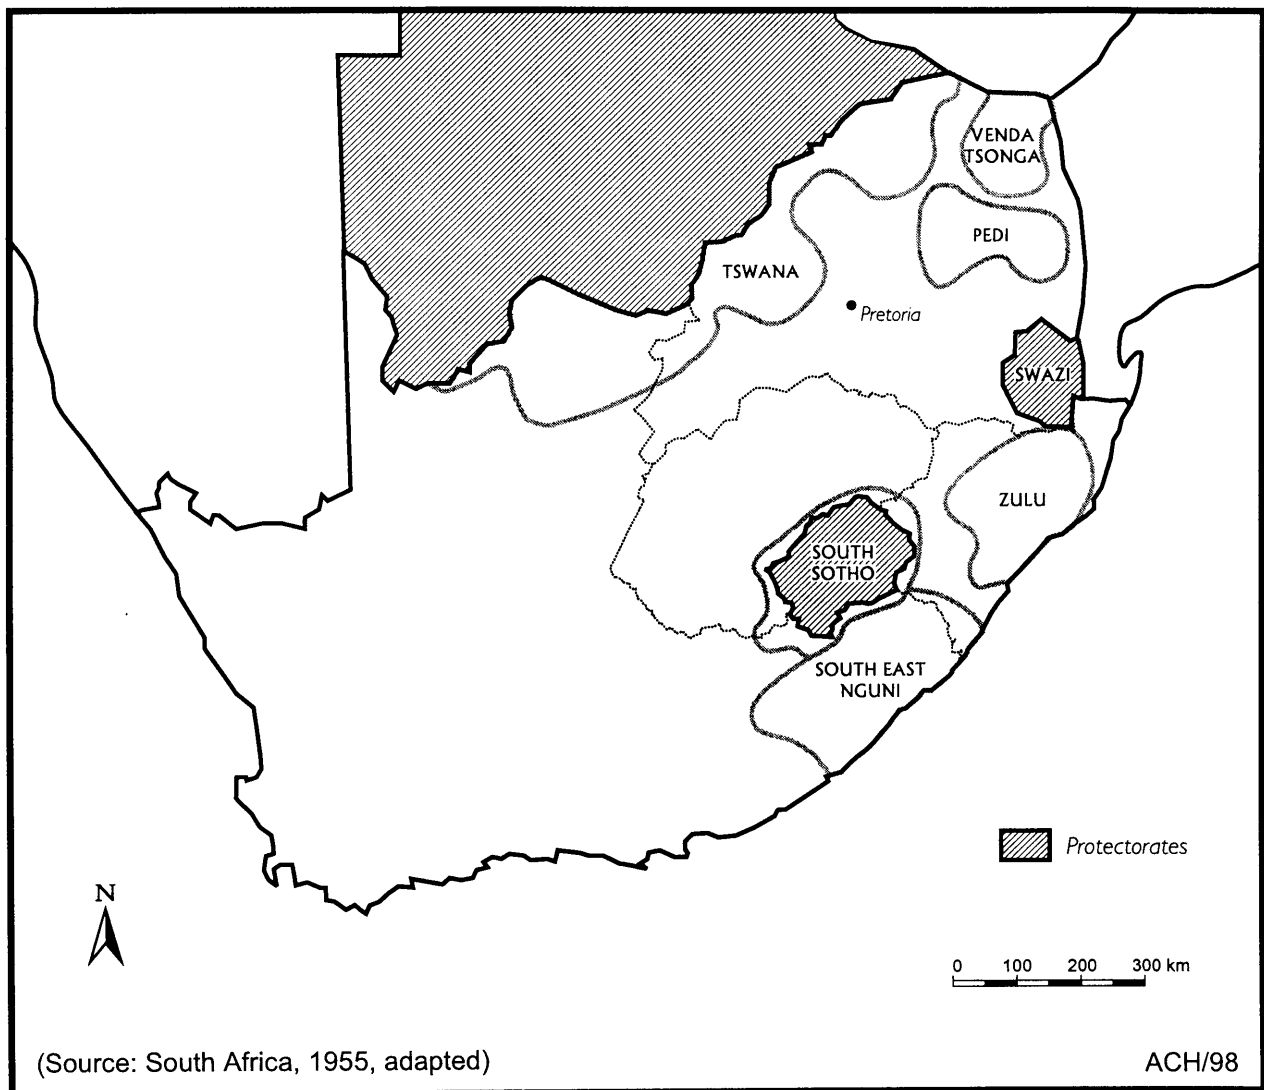 VENDA
TSONGA
PEDI
TSWANA
Pretoria
SWAZI
ZULU
SOUTH
SOTHO
SOUTH EAST
NGUNI
Protectorates
N
0 100 200 300 km
(Source: South Africa, 1955, adapted)
ACH/98